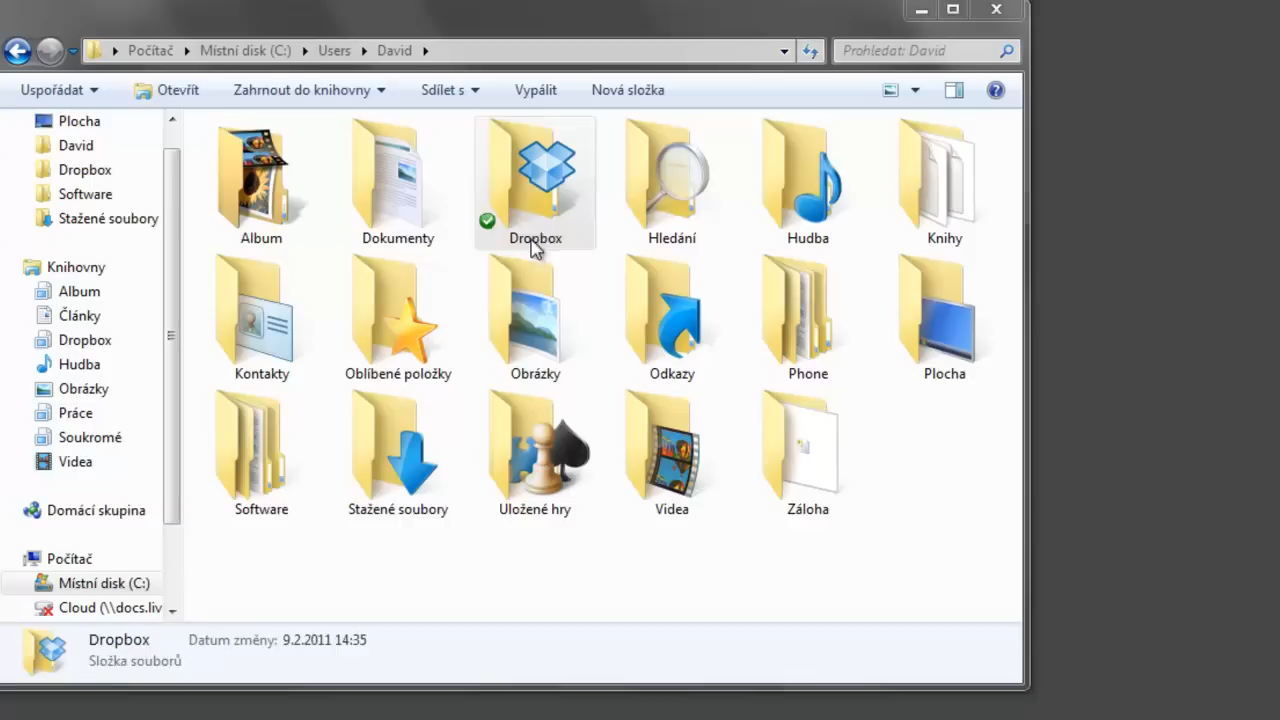 Počítač
Místní disk (C:)
Users
David
Prohledat: David
Uspořádat
Otevřít
Zahrnout do knihovny
Sdílet s
Vypálit
Nová složka
Plocha
David
Dropbox
Software
Stažené soubory
Knihovny
Album
Články
Dropbox
Hudba
Obrázky
Práce
Soukromé
Videa
Domácí skupina
Počítač
Místní disk (C:)
Cloud (\\docs.liv
Album
Dokumenty
Dropbox
Hledání
Hudba
Knihy
Kontakty
Oblíbené položky
Obrázky
Odkazy
Phone
Plocha
Software
Stažené soubory
Uložené hry
Videa
Záloha
Dropbox
Datum změny: 9.2.2011 14:35
Složka souborů